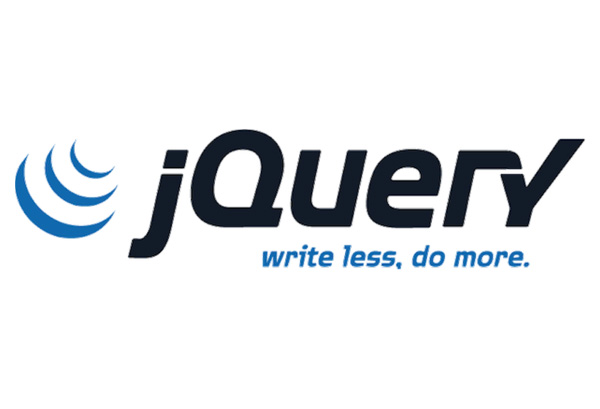 jQuery
write less, do more.